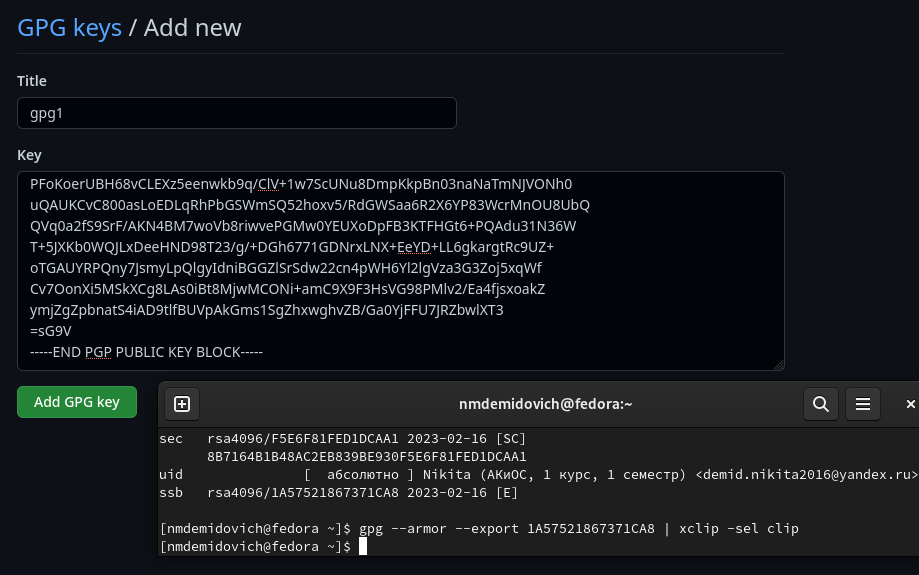 GPG keys / Add new
Title
gpg1
Key
PFoKoerUBH68vCLEXz5eenwkb9q/ClV+1w7ScUNu8DmpKkpBn03naNaTmNJVONh0
uQAUKCvC800asLoEDLqRhPbGSWmSQ52hoxv5/RdGWSaa6R2X6YP83WcrMnOU8UbQ
QVq0a2fS9SrF/AKN4BM7woVb8riwvePGMw0YEUXoDpFB3KTFHGt6+PQAdu31N36W
T+5JXKb0WQJLxDeeHND98T23/g/+DGh6771GDNrxLNX+EeYD+LL6gkargtRc9UZ+
oTGAUYRPQny7JsmyLpQlgyIdniBGGZlSrSdw22cn4pWH6Yl2lgVza3G3Zoj5xqWf
Cv7OonXi5MSkXCg8LAs0iBt8MjwMCONi+amC9X9F3HsVG98PMlv2/Ea4fjsxoakZ
ymjZgZpbnatS4iAD9tlfBUVpAkGms1SgZhxwghvZB/Ga0YjFFU7JRZbwlXT3
=sG9V
-----END PGP PUBLIC KEY BLOCK-----
Add GPG key
nmdemidovich@fedora:~
sec   rsa4096/F5E6F81FED1DCAA1 2023-02-16 [SC]
      8B7164B1B48AC2EB839BE930F5E6F81FED1DCAA1
uid                [  абсолютно ] Nikita (АКиОС, 1 курс, 1 семестр) <demid.nikita2016@yandex.ru>
ssb   rsa4096/1A57521867371CA8 2023-02-16 [E]
[nmdemidovich@fedora ~]$ gpg --armor --export 1A57521867371CA8 | xclip -sel clip
[nmdemidovich@fedora ~]$